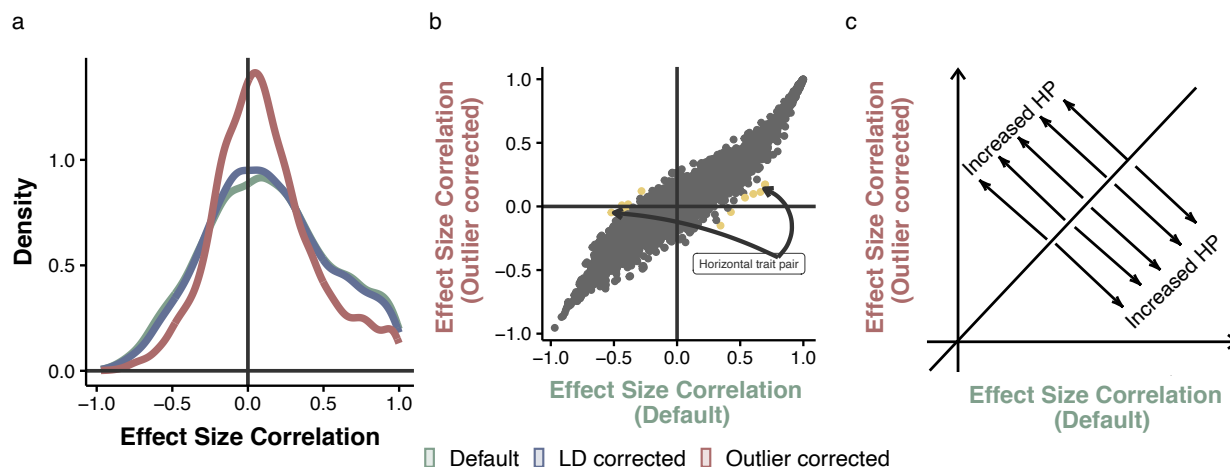 a
Density
1.0
0.5
0.0
−1.0 −0.5 0.0 0.5 1.0
Effect Size Correlation
b
Effect Size Correlation
(Outlier corrected)
1.0
0.5
0.0
−0.5
−1.0
Horizontal trait pair
−1.0 −0.5 0.0 0.5 1.0
Effect Size Correlation
(Default)
c
Effect Size Correlation
(Outlier corrected)
Increased HP
Increased HP
Effect Size Correlation
(Default)
Default LD corrected Outlier corrected